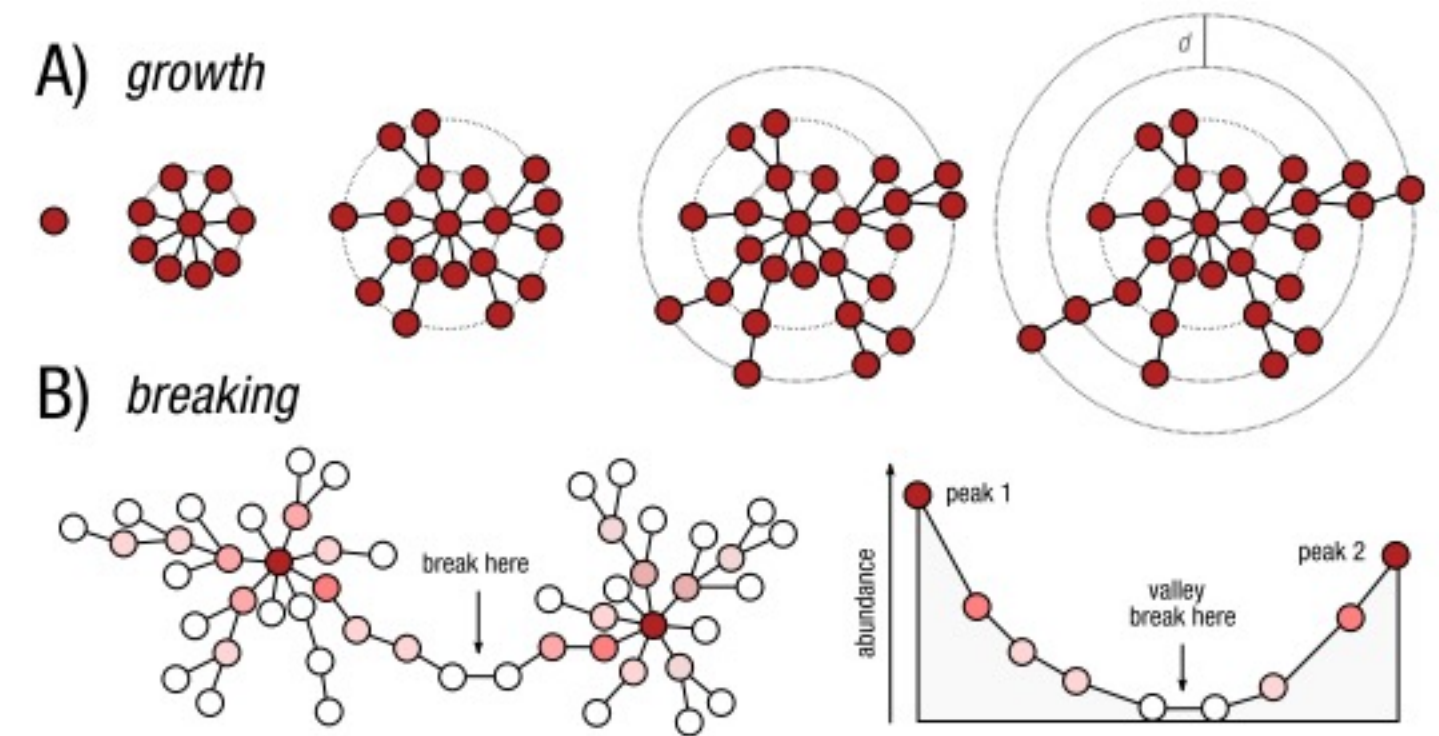 A) growth
d
B) breaking
break here
abundance
peak 1
peak 2
valley
break here